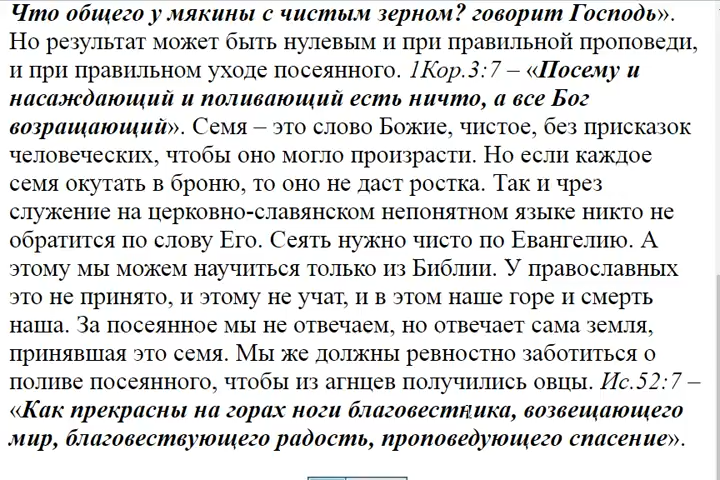 Что общего у мякины с чистым зерном? говорит Господь».
Но результат может быть нулевым и при правильной проповеди,
и при правильном уходе посеянного. 1Кор.3:7 – «Посему и
насаждающий и поливающий есть ничто, а все Бог
возращающий». Семя – это слово Божие, чистое, без присказок
человеческих, чтобы оно могло произрасти. Но если каждое
семя окутать в броню, то оно не даст ростка. Так и чрез
служение на церковно-славянском непонятном языке никто не
обратится по слову Его. Сеять нужно чисто по Евангелию. А
этому мы можем научиться только из Библии. У православных
это не принято, и этому не учат, и в этом наше горе и смерть
наша. За посеянное мы не отвечаем, но отвечает сама земля,
принявшая это семя. Мы же должны ревностно заботиться о
поливе посеянного, чтобы из агнцев получились овцы. Ис.52:7 –
«Как прекрасны на горах ноги благовестника, возвещающего
мир, благовествующего радость, проповедующего спасение».